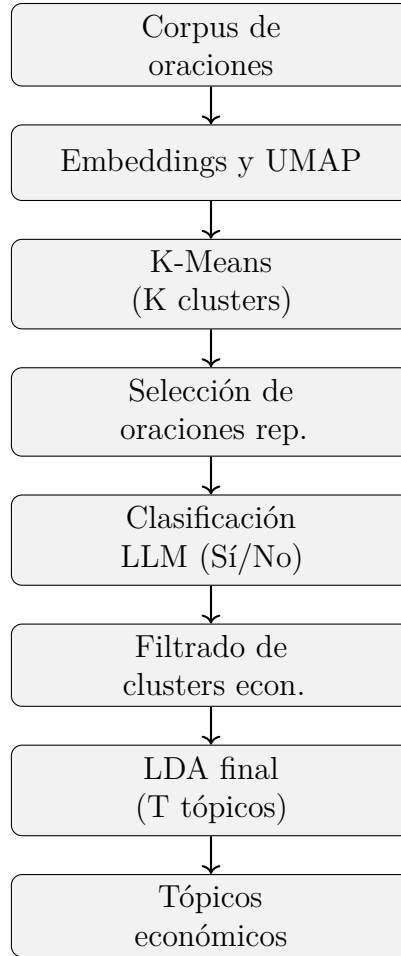 Corpus de
oraciones
Embeddings y UMAP
K-Means
(K clusters)
Selección de
oraciones rep.
Clasificación
LLM (Sí/No)
Filtrado de
clusters econ.
LDA final
(T tópicos)
Tópicos
económicos